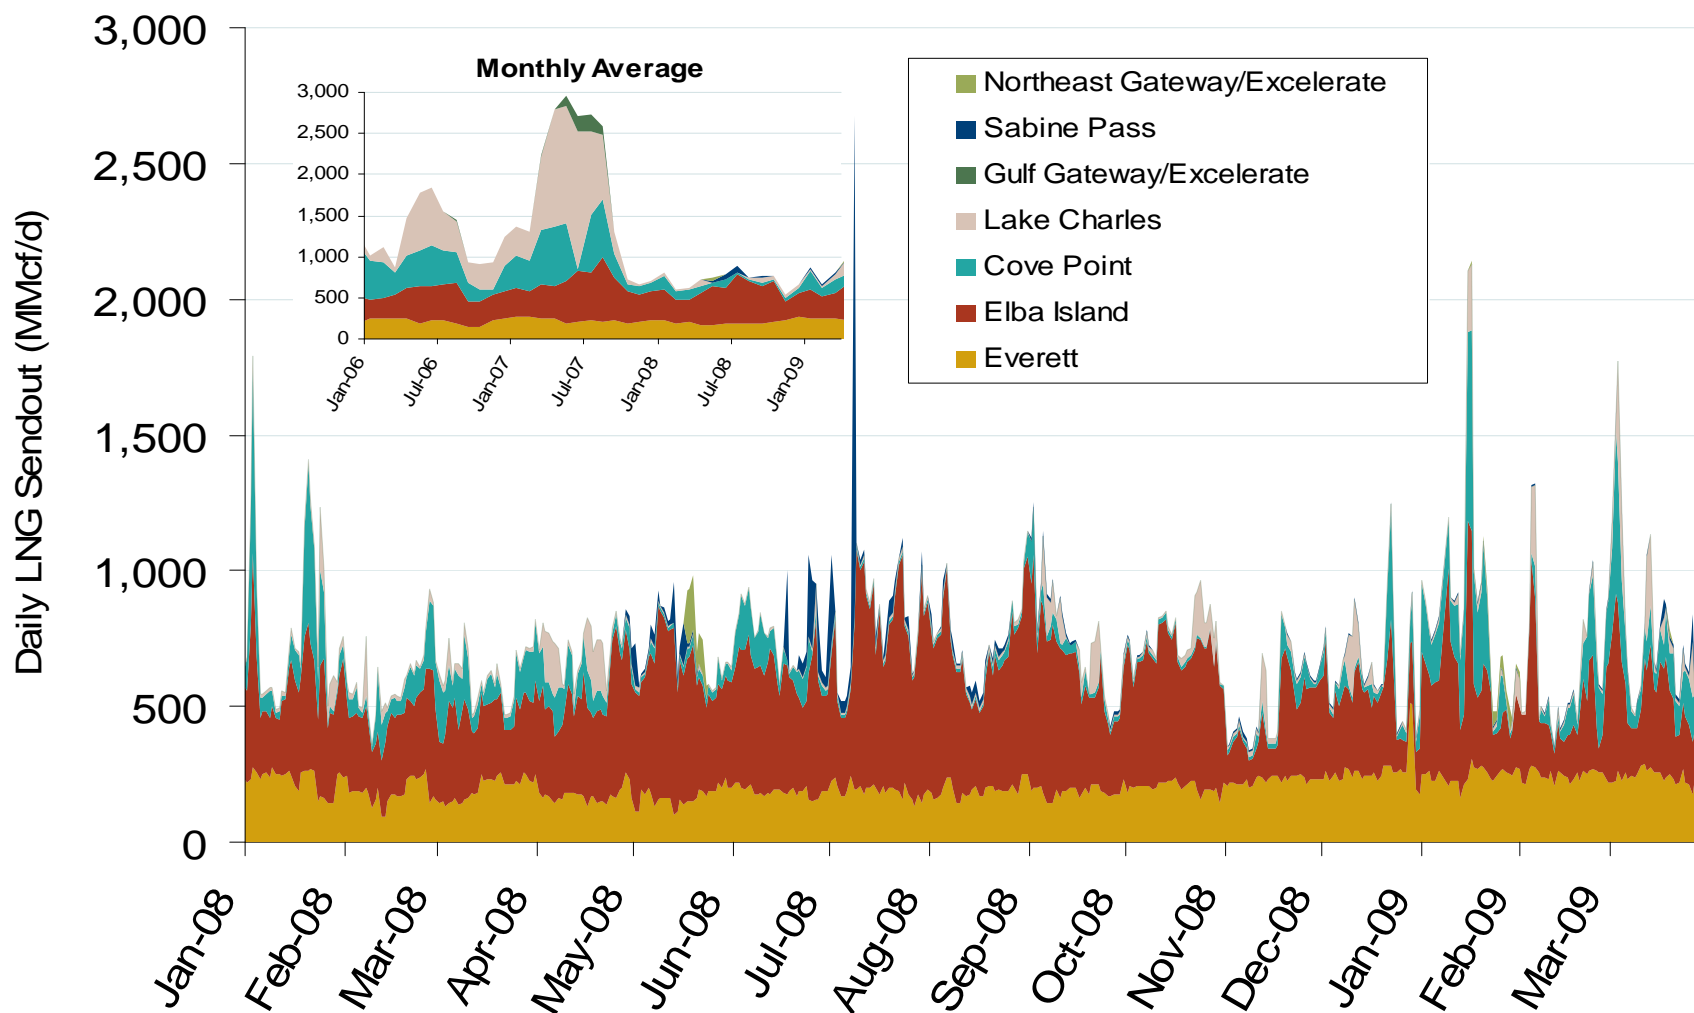 3,000
2,500
2,000
1,500
1,000
500
0
Daily LNG Sendout (MMcf/d)
Monthly Average
3,000
2,500
2,000
1,500
1,000
500
0
Jan-06
Jul-06
Jan-07
Jul-07
Jan-08
Jul-08
Jan-09
Northeast Gateway/Excelerate
Sabine Pass
Gulf Gateway/Excelerate
Lake Charles
Cove Point
Elba Island
Everett
Jan-08
Feb-08
Mar-08
Apr-08
May-08
Jun-08
Jul-08
Aug-08
Sep-08
Oct-08
Nov-08
Dec-08
Jan-09
Feb-09
Mar-09